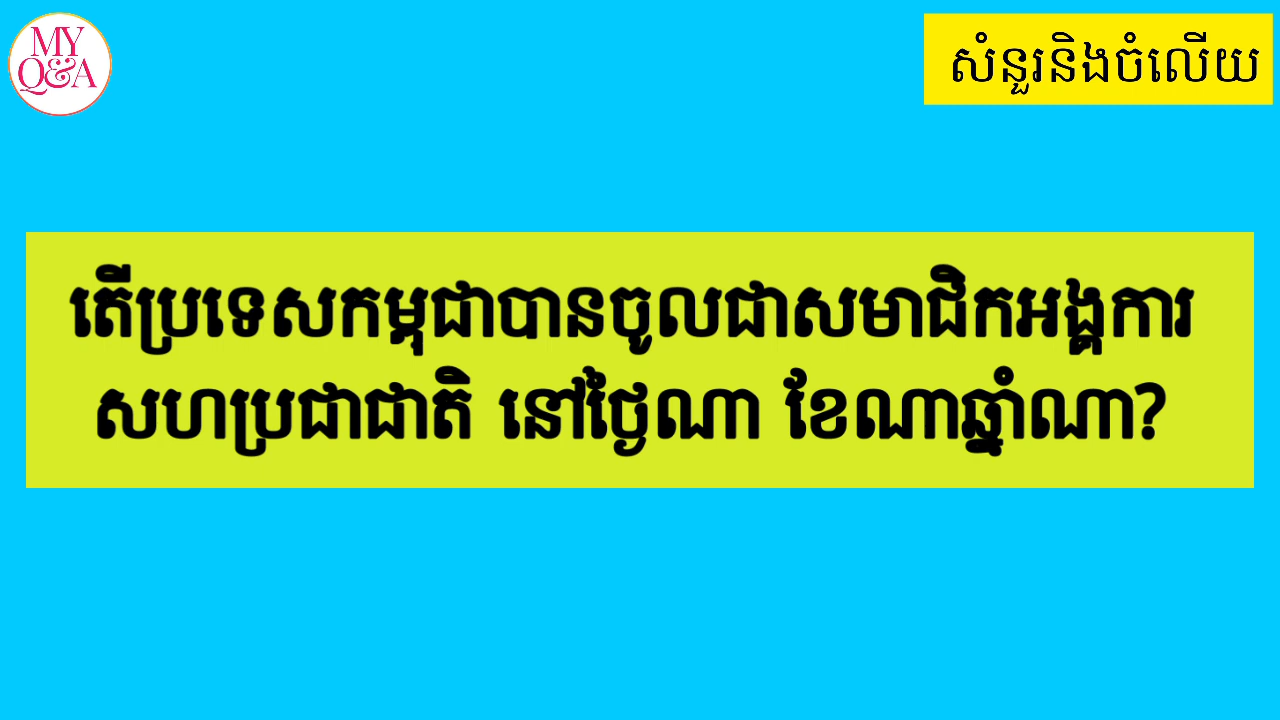 MY
Q&A
សំនួរនិងចំលើយ
តើប្រទេសកម្ពុជាបានចូលជាសមាជិកអង្គការ
សហប្រជាជាតិ នៅថ្ងៃណា ខែណាឆ្នាំណា?